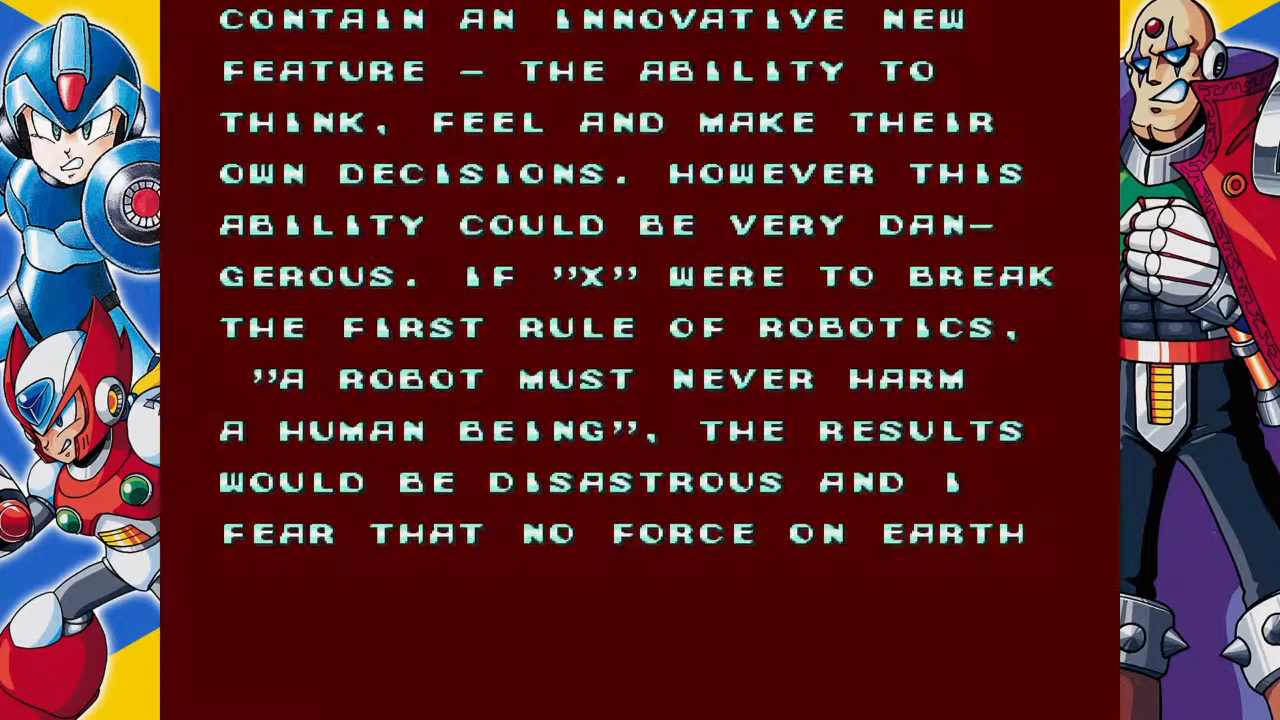 CONTAIN AN INNOVATIVE NEW
FEATURE - THE ABILITY TO
THINK, FEEL AND MAKE THEIR
OWN DECISIONS. HOWEVER THIS
ABILITY COULD BE VERY DAN-
GEROUS. IF "X" WERE TO BREAK
THE FIRST RULE OF ROBOTICS,
"A ROBOT MUST NEVER HARM
A HUMAN BEING", THE RESULTS
WOULD BE DISASTROUS AND I
FEAR THAT NO FORCE ON EARTH